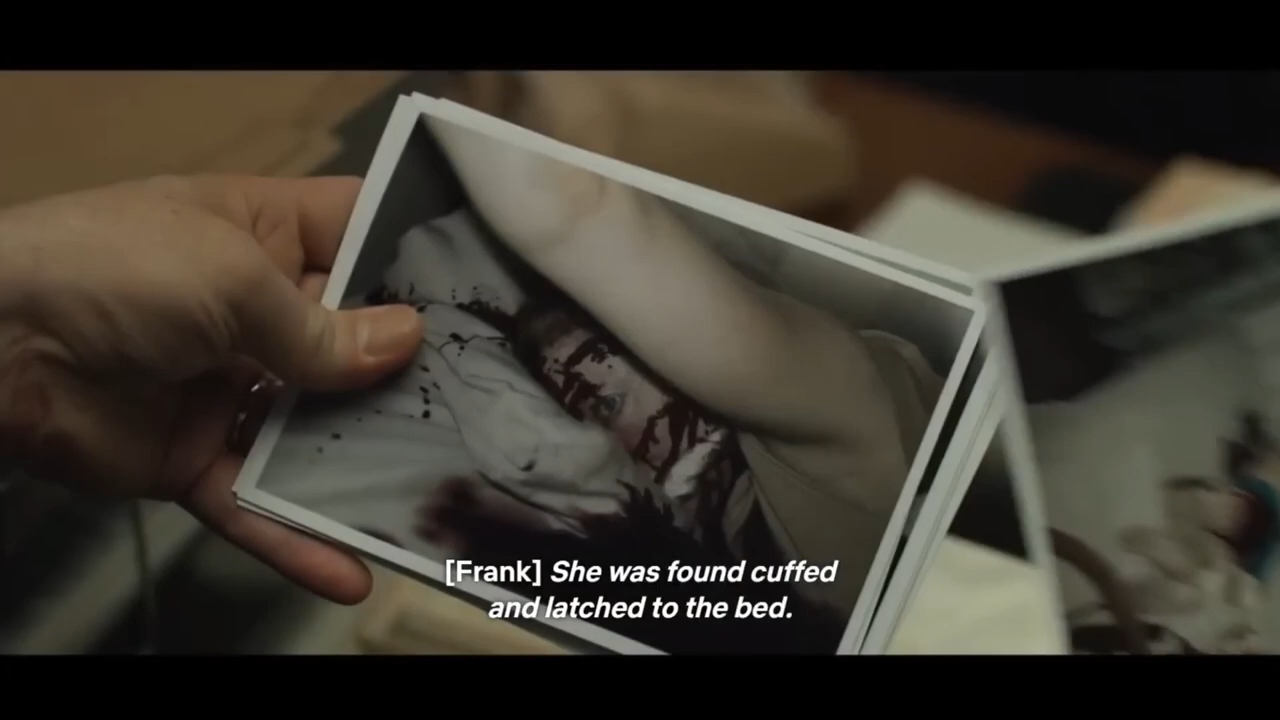 [Frank] She was found cuffed
and latched to the bed.